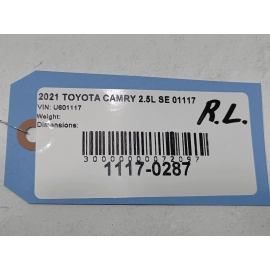 2021 TOYOTA CAMRY 2.5L SE 01117
VIN: U601117
Weight:
Dimensions:
R.L.
3000000072097
1117-0287